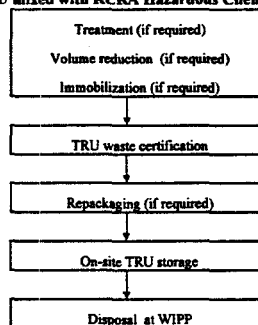 mixed with RCRA Hazardous
Treatment (if required)
Volume reduction (if required)
Immobilization (if required)
TRU waste certification
Repackaging (if required)
On-site TRU storage
Disposal at WIPP